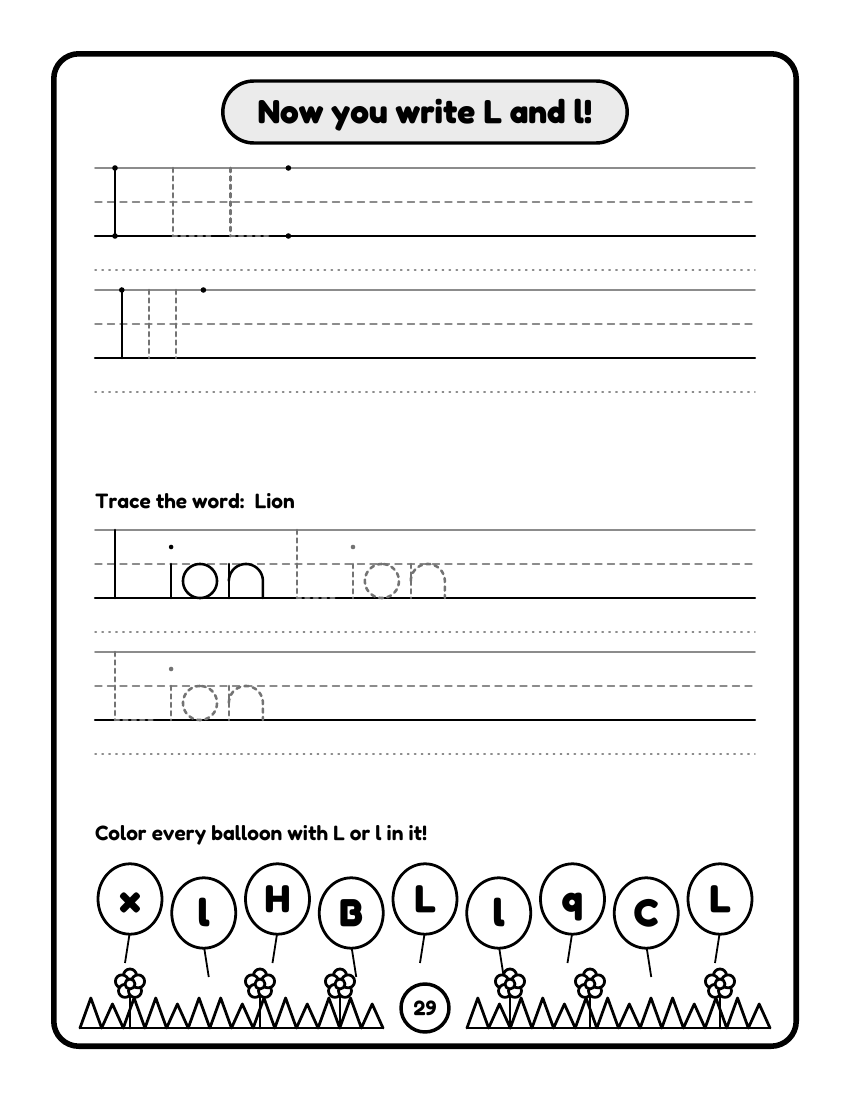 Now you write L and l!
L L L
l l l
Trace the word: Lion
Lion Lion
Lion
Color every balloon with L or l in it!
x l H B L l q C L
29